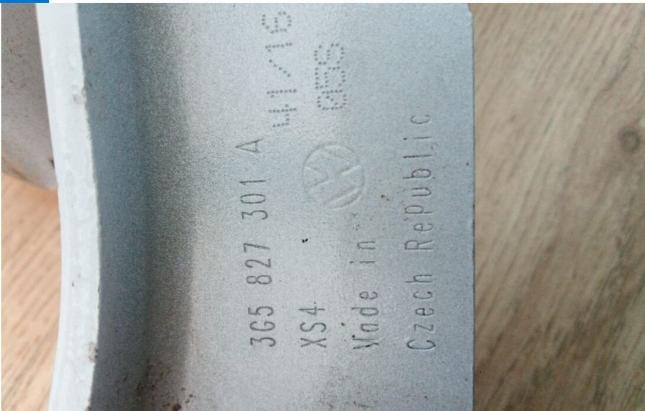 41/16
055
3G5 827 301 A
XS4
Made in
Czech RePublic